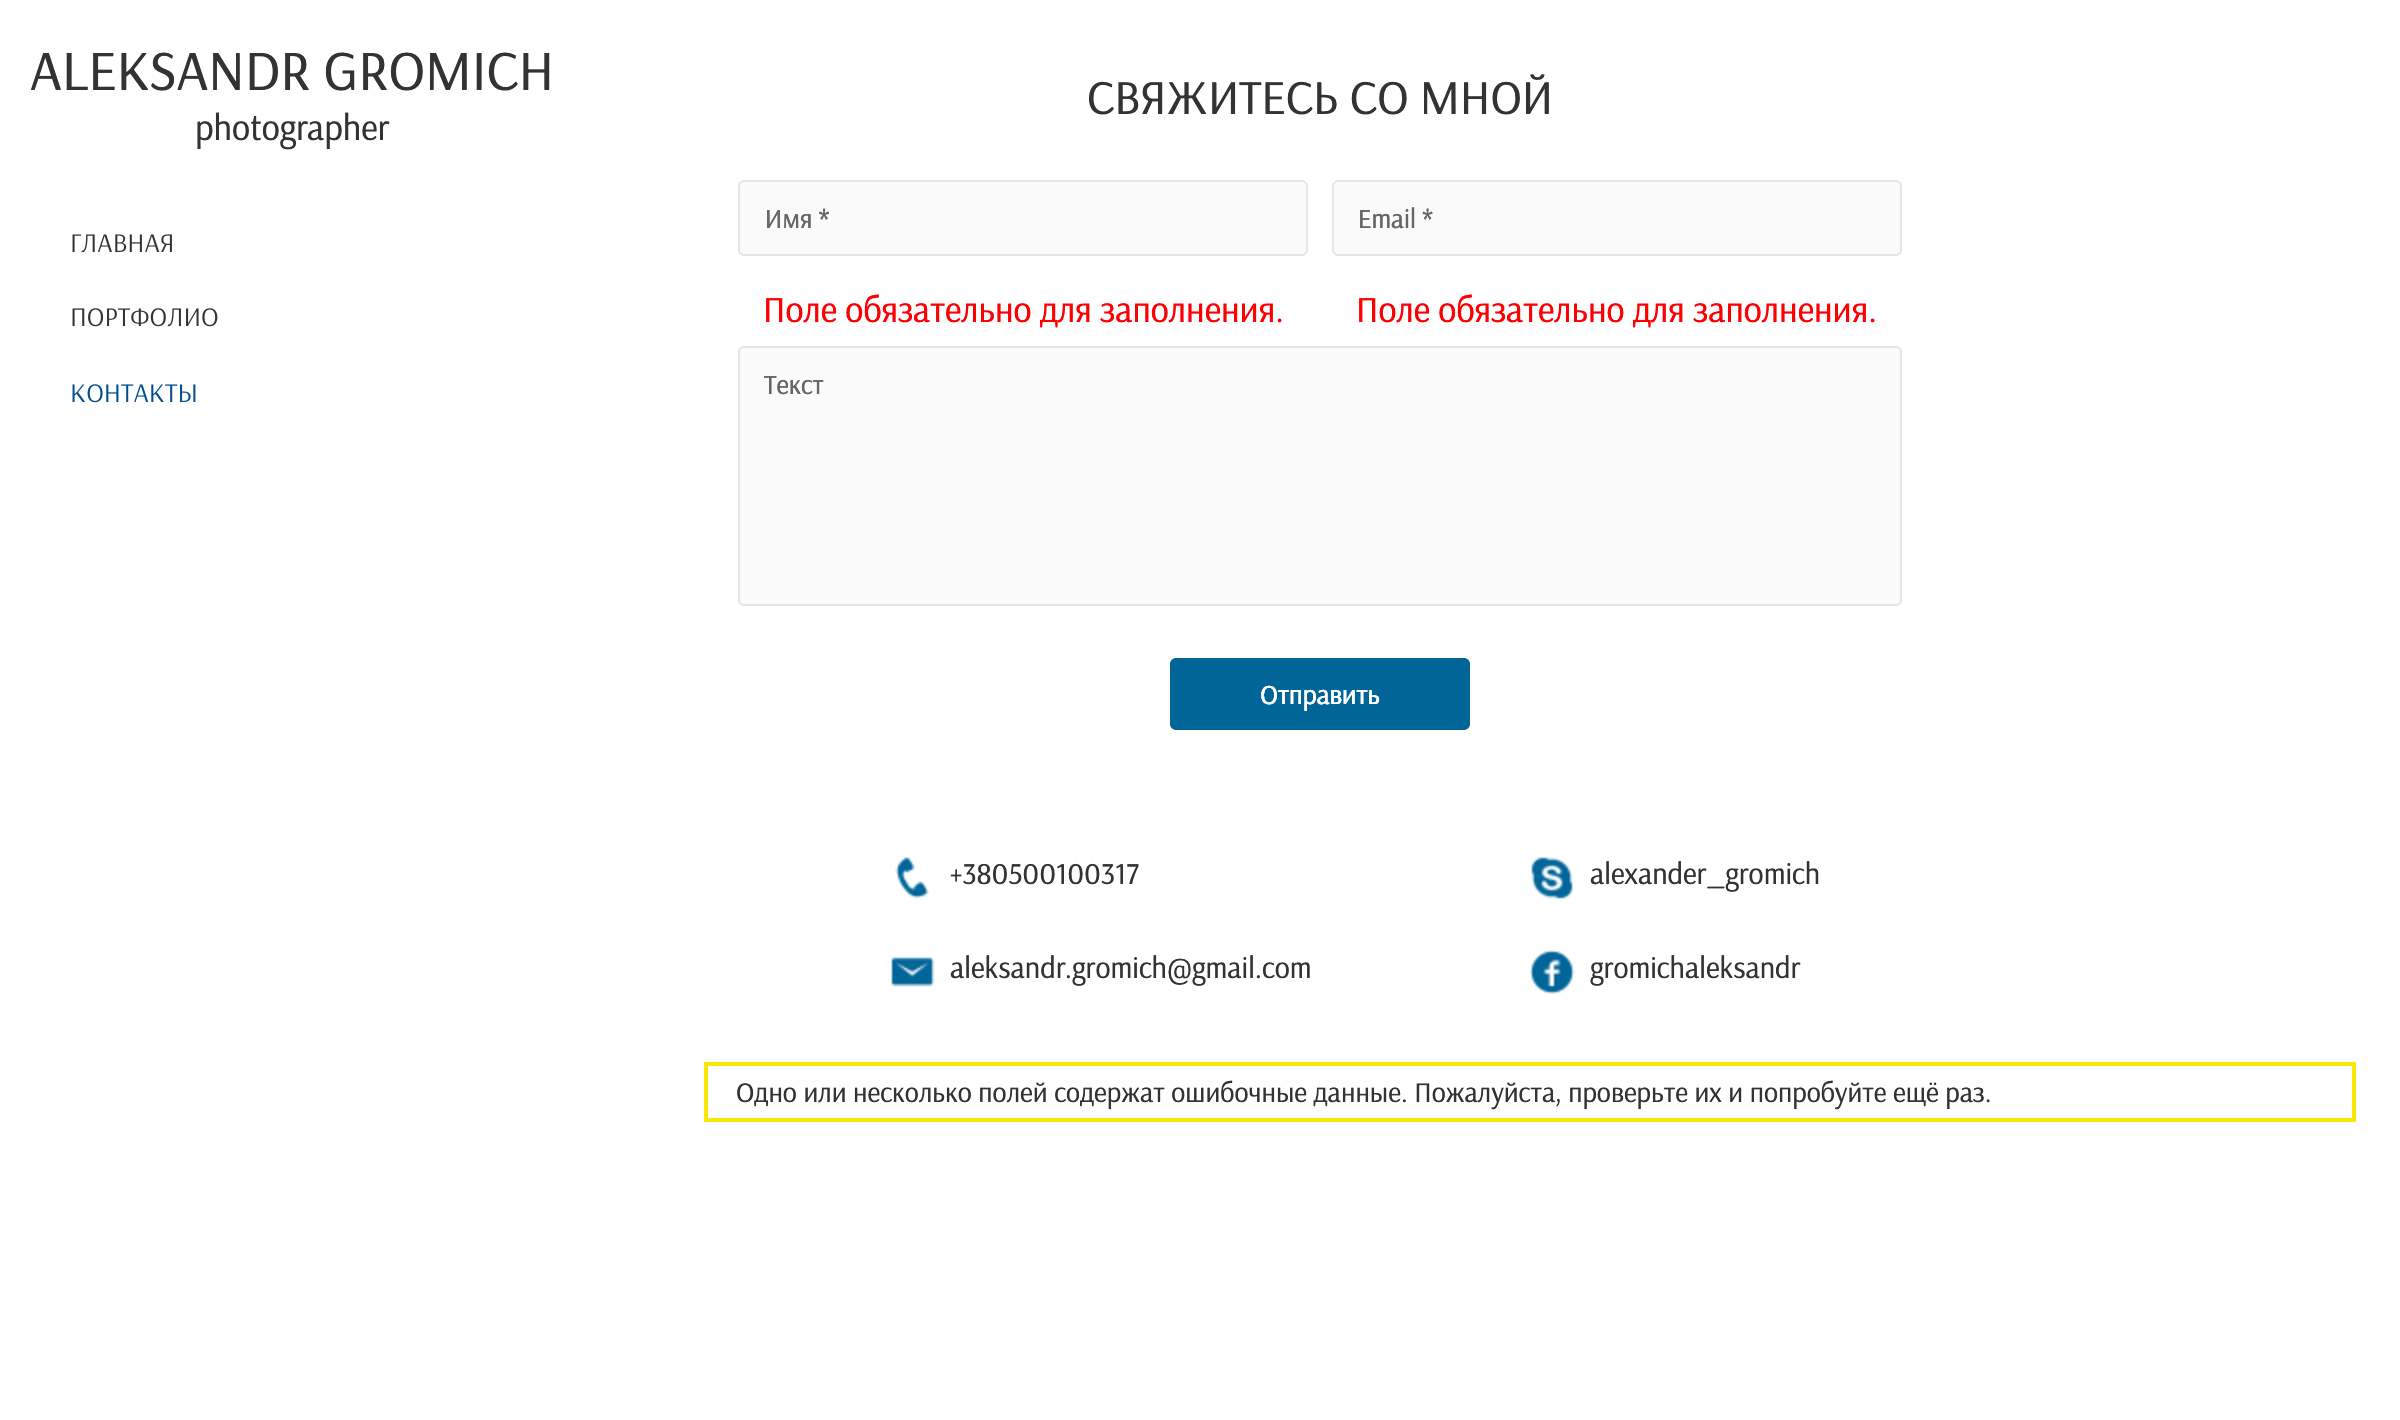 ALEKSANDR GROMICH
photographer
ГЛАВНАЯ
ПОРТФОЛИО
КОНТАКТЫ
СВЯЖИТЕСЬ СО МНОЙ
Имя *
Email *
Поле обязательно для заполнения.
Поле обязательно для заполнения.
Текст
Отправить
+380500100317
alexander_gromich
aleksandr.gromich@gmail.com
gromichaleksandr
Одно или несколько полей содержат ошибочные данные. Пожалуйста, проверьте их и попробуйте ещё раз.